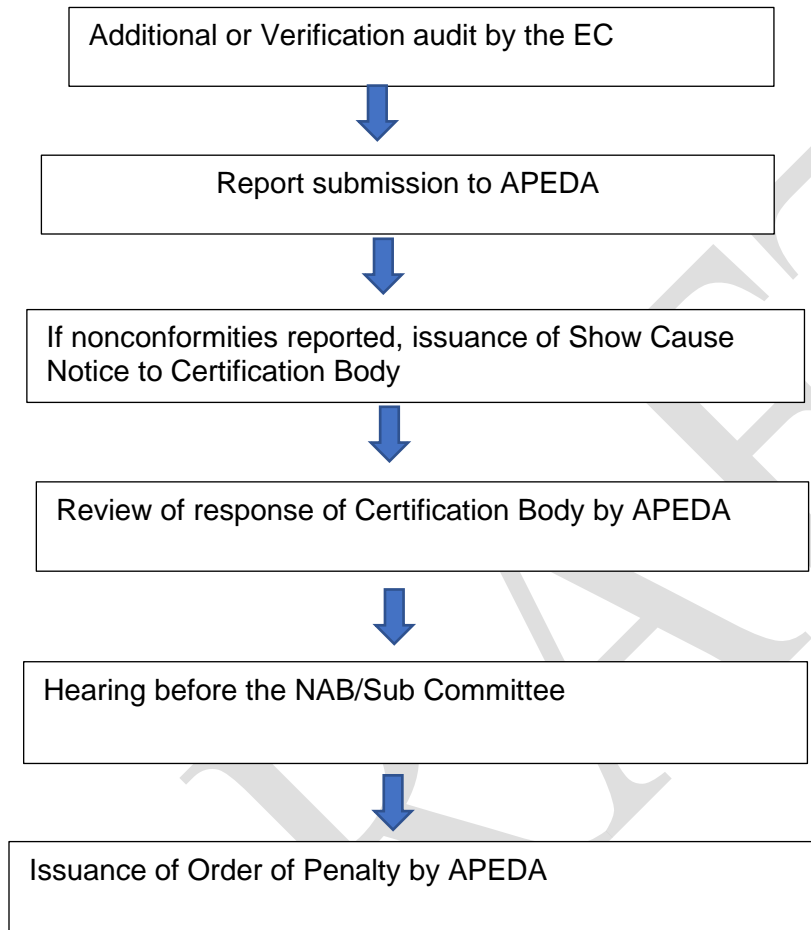 Additional or Verification audit by the EC
Report submission to APEDA
If nonconformities reported, issuance of Show Cause
Notice to Certification Body
Review of response of Certification Body by APEDA
Hearing before the NAB/Sub Committee
Issuance of Order of Penalty by APEDA